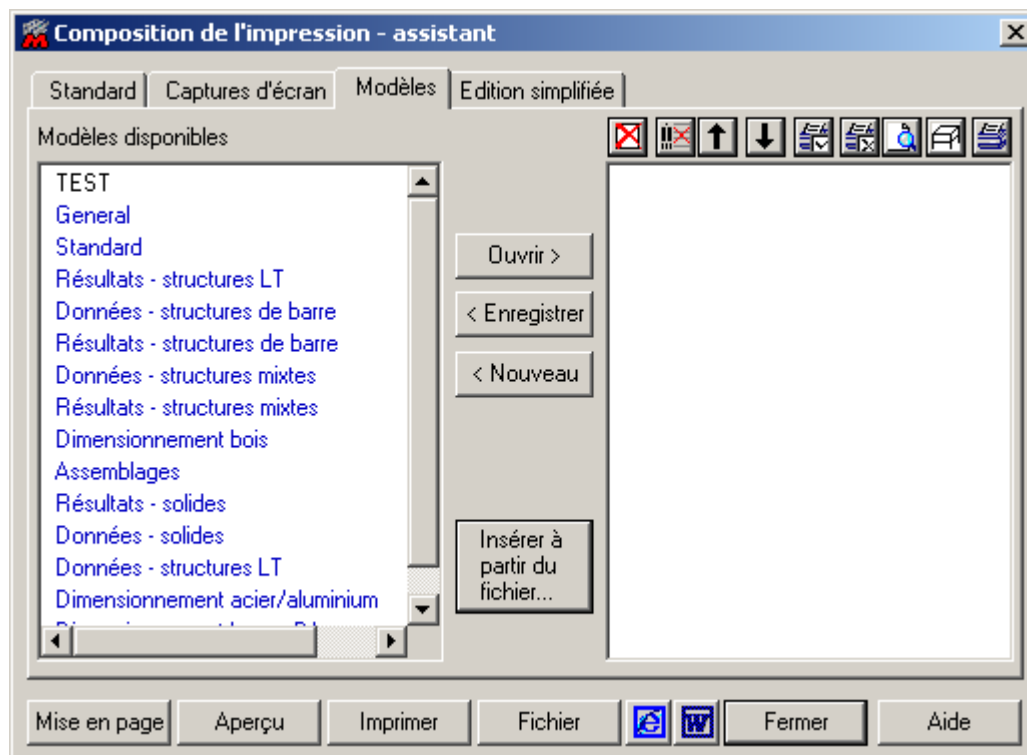 Composition de l'impression - assistant
Standard Captures d'écran Modèles Edition simplifiée
Modèles disponibles
TEST
General
Standard
Résultats - structures LT
Données - structures de barre
Résultats - structures de barre
Données - structures mixtes
Résultats - structures mixtes
Dimensionnement bois
Assemblages
Résultats - solides
Données - solides
Données - structures LT
Dimensionnement acier/aluminium
Ouvrir >
< Enregistrer
< Nouveau
Insérer à
partir du
fichier...
Mise en page Aperçu Imprimer Fichier Fermer Aide